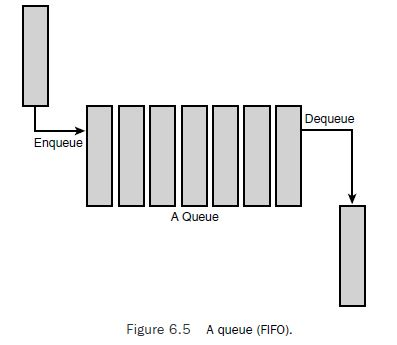 Dequeue
Enqueue
A Queue
Figure 6.5 A queue (FIFO).